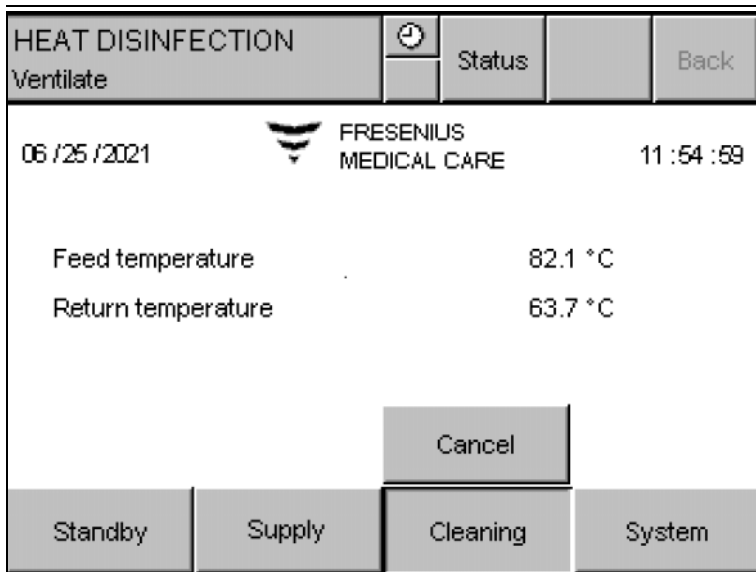 HEAT DISINFECTION
Ventilate
Status
Back
06 /25 /2021
FRESENIUS
MEDICAL CARE
11 :54 :59
Feed temperature 82.1 °C
Return temperature 63.7 °C
Cancel
Standby Supply Cleaning System